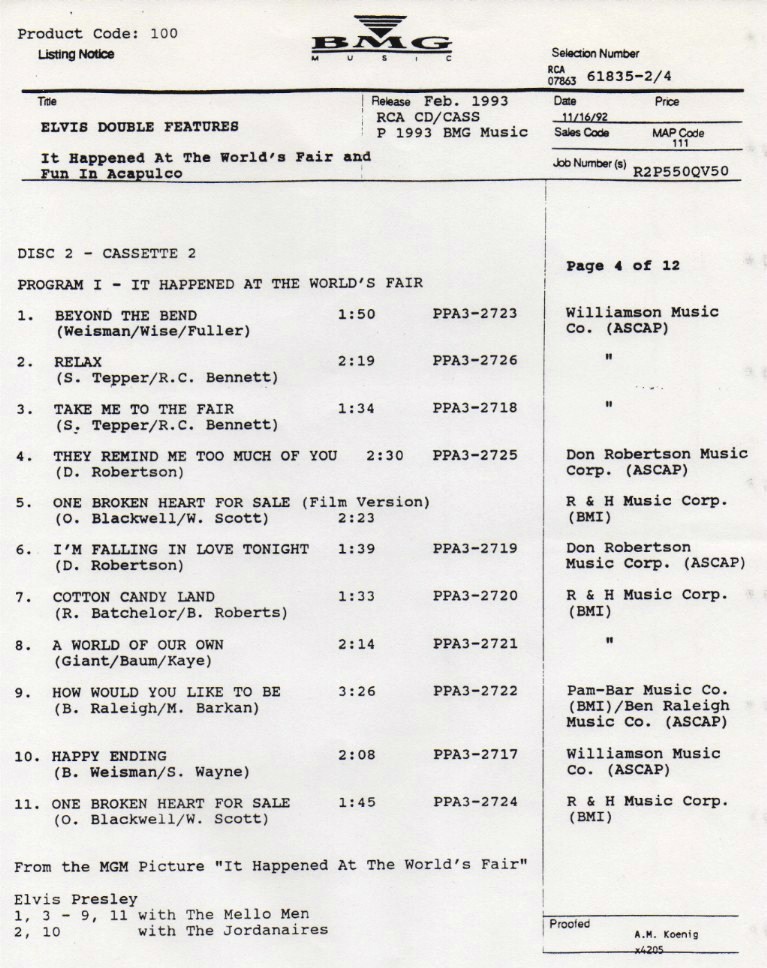 Product Code: 100
Listing Notice
BMG
MUSIC
Selection Number
RCA
07863 61835-2/4
Title
ELVIS DOUBLE FEATURES
It Happened At The World's Fair and
Fun In Acapulco
Release Feb. 1993
RCA CD/CASS
P 1993 BMG Music
Date Price
11/16/92
Sales Code MAP Code
111
Job Number(s) R2P550QV50
DISC 2 - CASSETTE 2
Page 4 of 12
PROGRAM I - IT HAPPENED AT THE WORLD'S FAIR
1. BEYOND THE BEND 1:50 PPA3-2723 Williamson Music
(Weisman/Wise/Fuller) Co. (ASCAP)
2. RELAX 2:19 PPA3-2726 "
(S. Tepper/R.C. Bennett)
3. TAKE ME TO THE FAIR 1:34 PPA3-2718 "
(S. Tepper/R.C. Bennett)
4. THEY REMIND ME TOO MUCH OF YOU 2:30 PPA3-2725 Don Robertson Music
(D. Robertson) Corp. (ASCAP)
5. ONE BROKEN HEART FOR SALE (Film Version) R & H Music Corp.
(O. Blackwell/W. Scott) 2:23 (BMI)
6. I'M FALLING IN LOVE TONIGHT 1:39 PPA3-2719 Don Robertson
(D. Robertson) Music Corp. (ASCAP)
7. COTTON CANDY LAND 1:33 PPA3-2720 R & H Music Corp.
(R. Batchelor/B. Roberts) (BMI)
8. A WORLD OF OUR OWN 2:14 PPA3-2721 "
(Giant/Baum/Kaye)
9. HOW WOULD YOU LIKE TO BE 3:26 PPA3-2722 Pam-Bar Music Co.
(B. Raleigh/M. Barkan) (BMI)/Ben Raleigh
Music Co. (ASCAP)
10. HAPPY ENDING 2:08 PPA3-2717 Williamson Music
(B. Weisman/S. Wayne) Co. (ASCAP)
11. ONE BROKEN HEART FOR SALE 1:45 PPA3-2724 R & H Music Corp.
(O. Blackwell/W. Scott) (BMI)
From the MGM Picture "It Happened At The World's Fair"
Elvis Presley
1, 3 - 9, 11 with The Mello Men
2, 10 with The Jordanaires
Proofed
A.M. Koenig
x4205